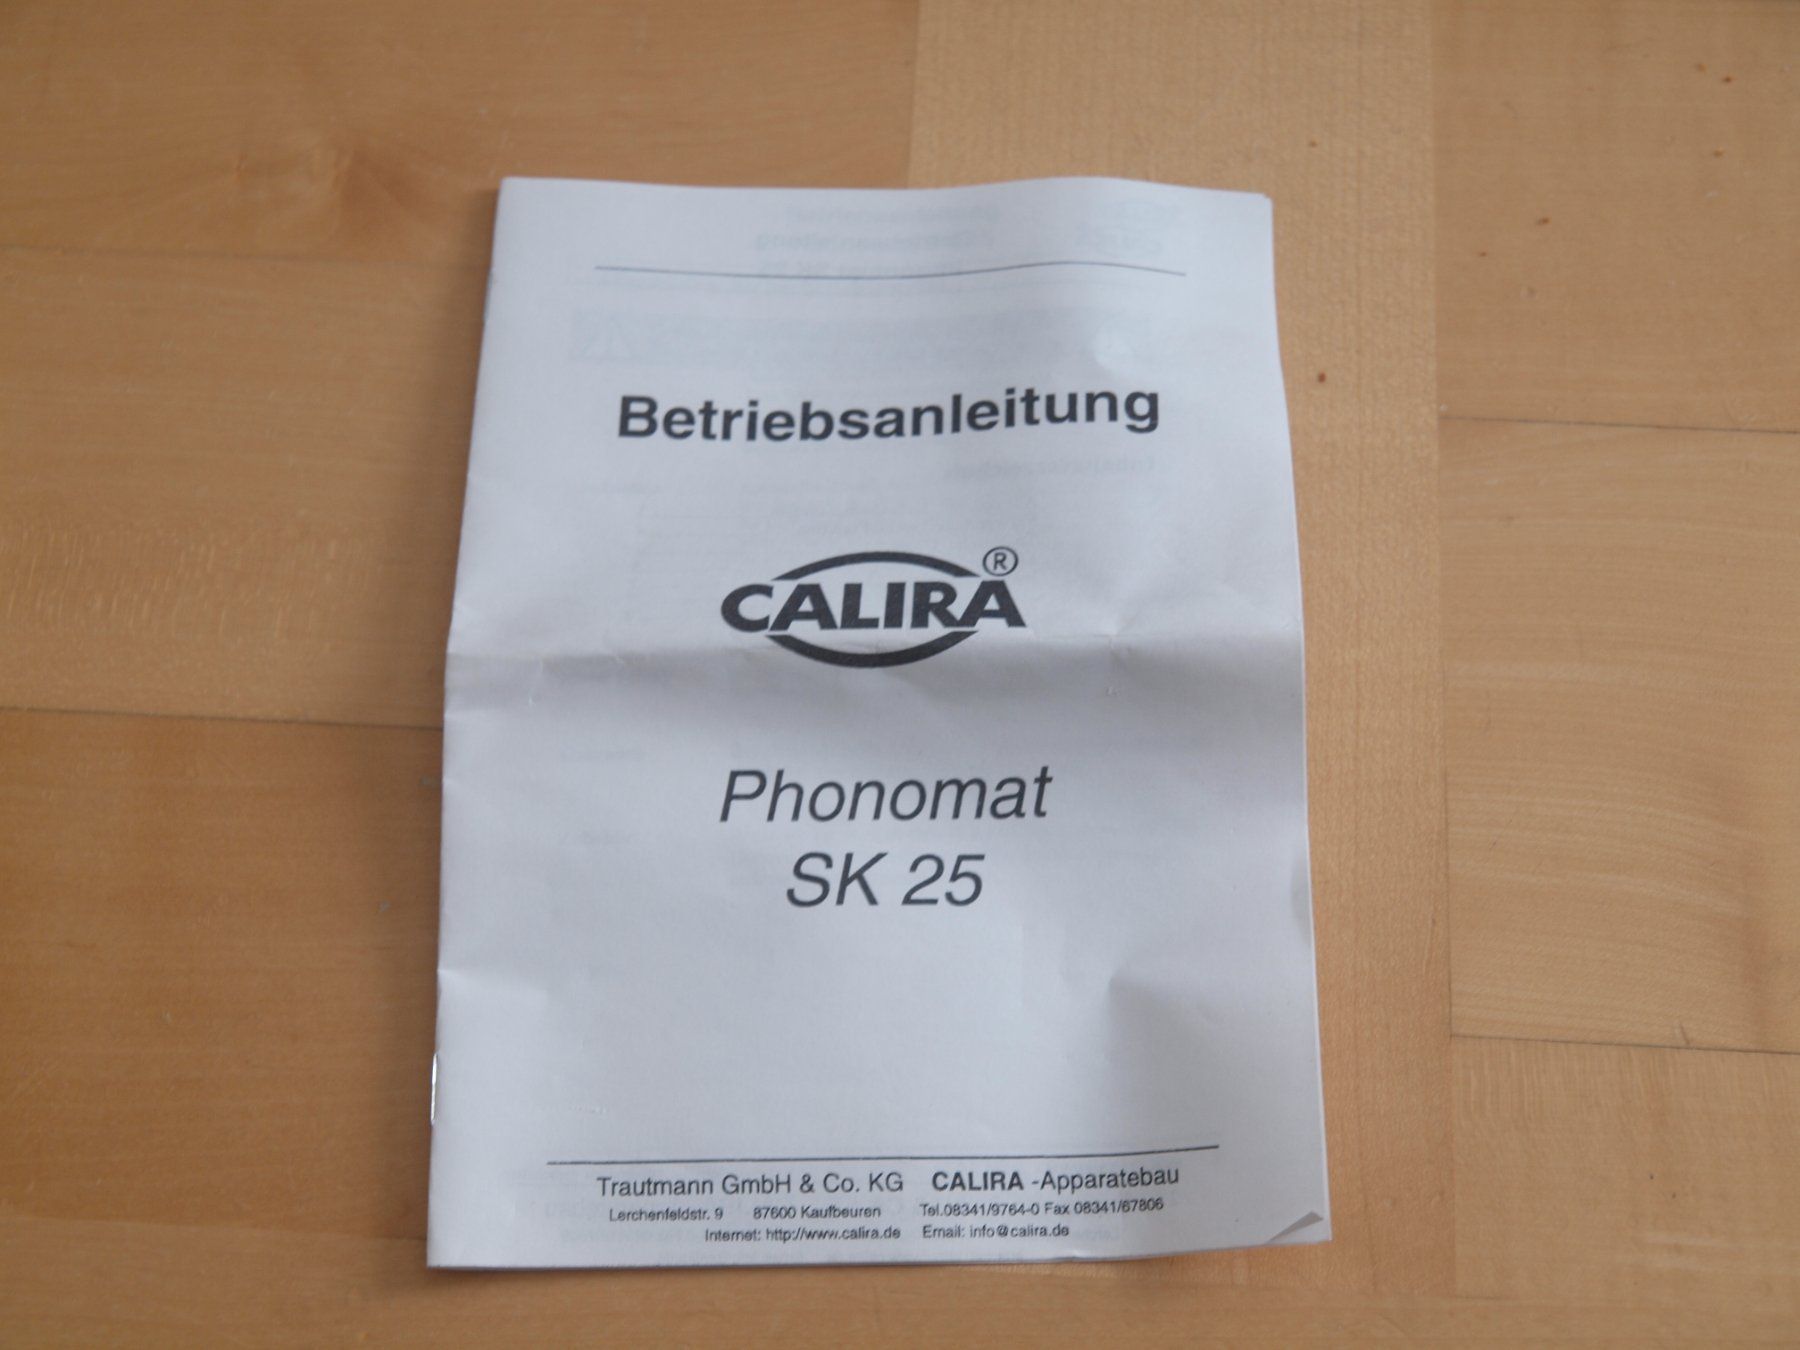 Betriebsanleitung
CALIRA ®
Phonomat
SK 25
Trautmann GmbH & Co. KG CALIRA -Apparatebau
Lerchenfeldstr. 9 87600 Kaufbeuren Tel.08341/9764-0 Fax 08341/67806
Internet: http://www.calira.de Email: info@calira.de